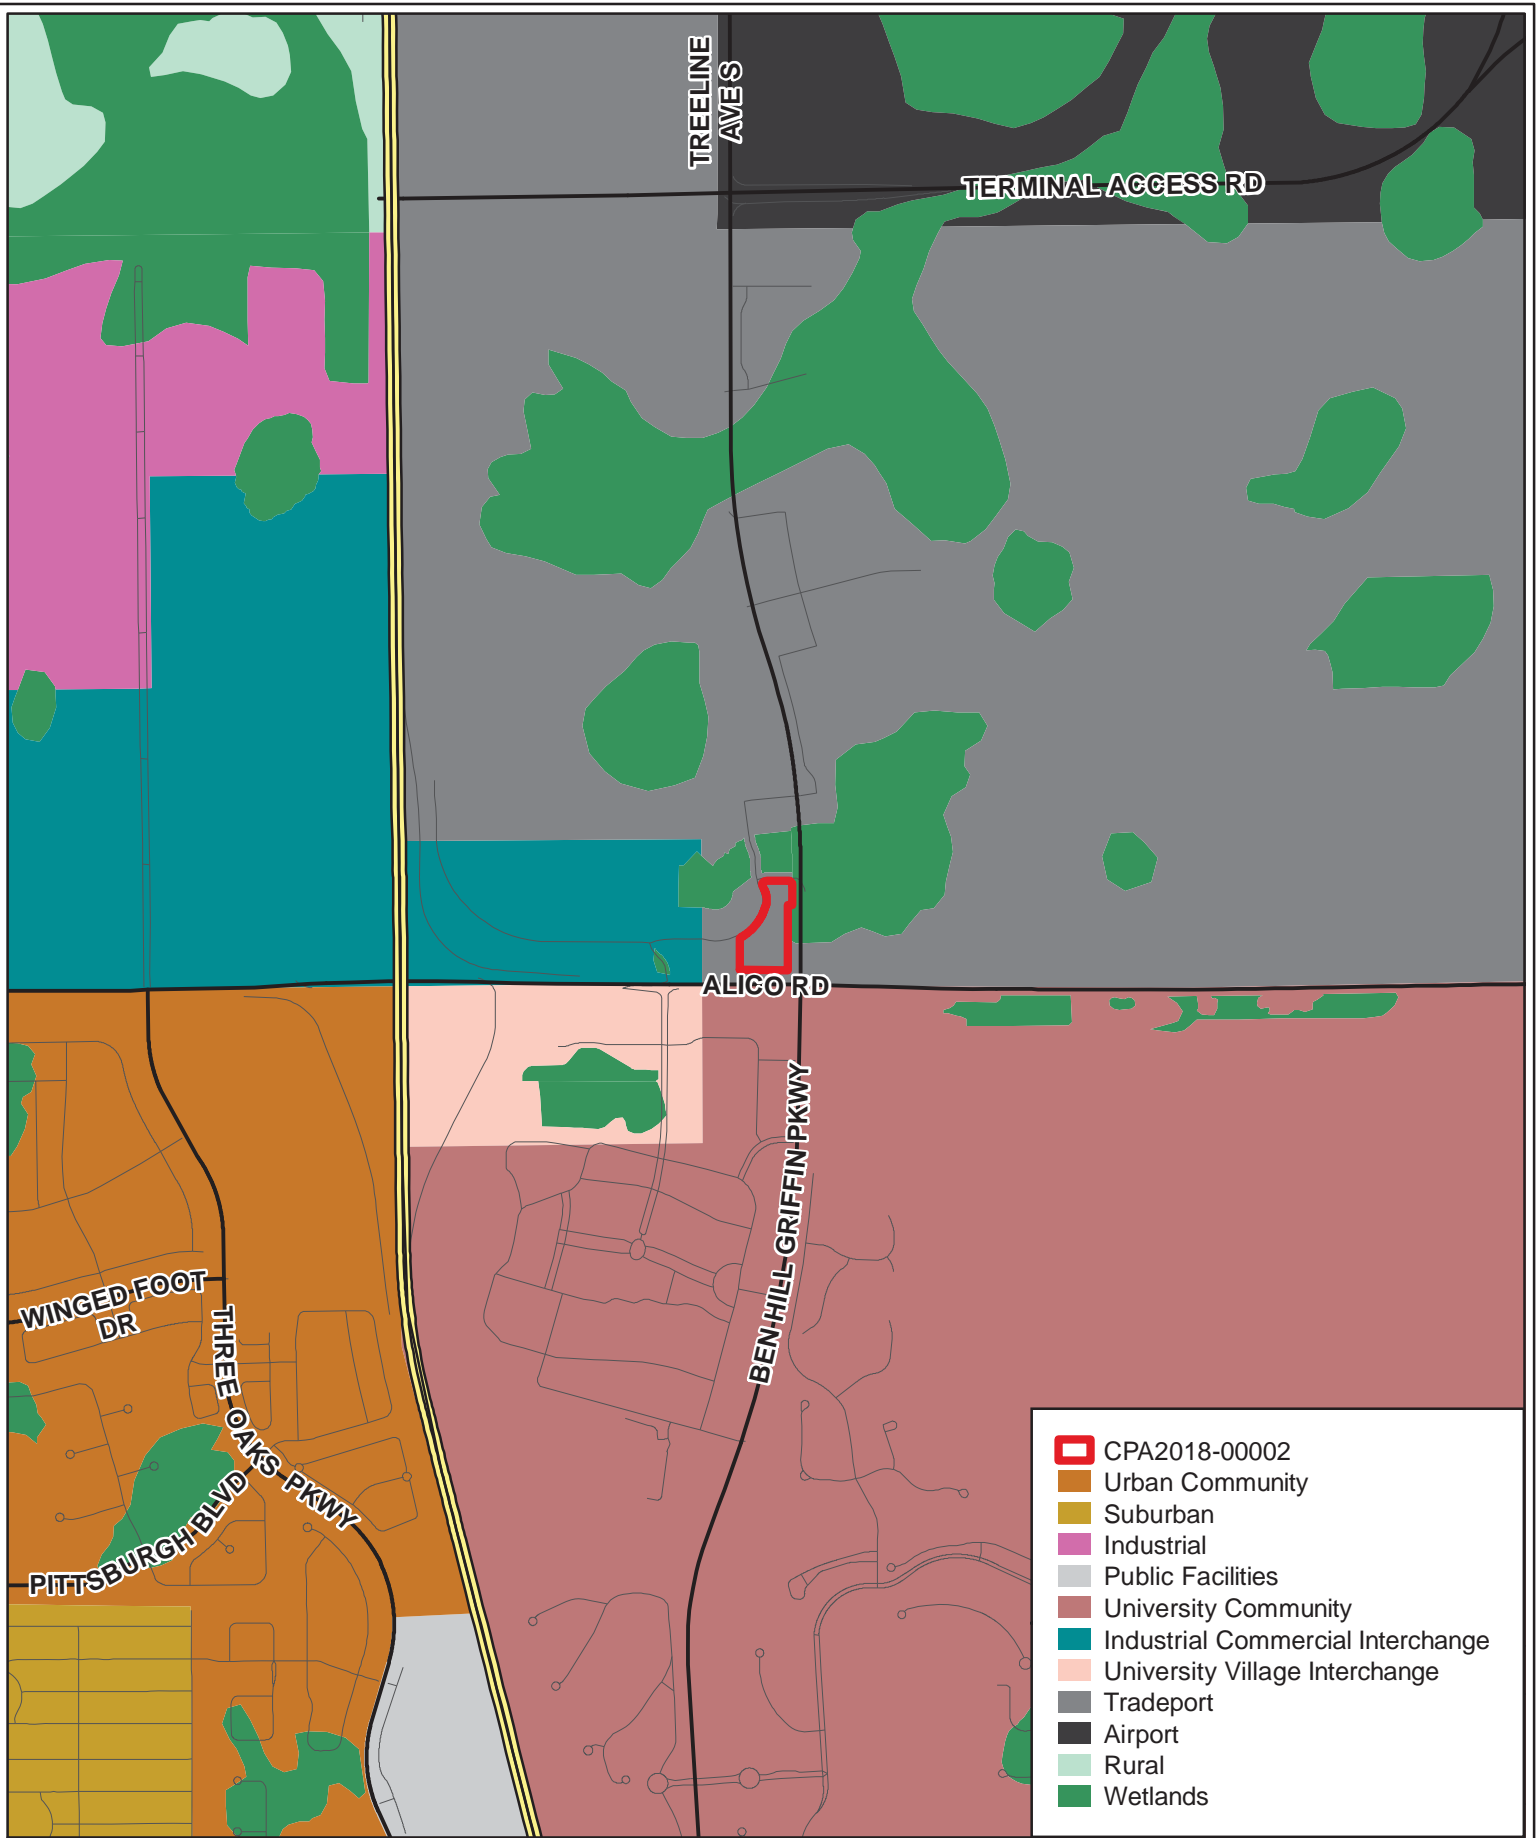 TREELINE
AVE S
TERMINAL ACCESS RD
ALICO RD
BEN HILL GRIFFIN PKWY
WINGED FOOT
DR
THREE OAKS PKWY
PITTSBURGH BLVD
CPA2018-00002
Urban Community
Suburban
Industrial
Public Facilities
University Community
Industrial Commercial Interchange
University Village Interchange
Tradeport
Airport
Rural
Wetlands